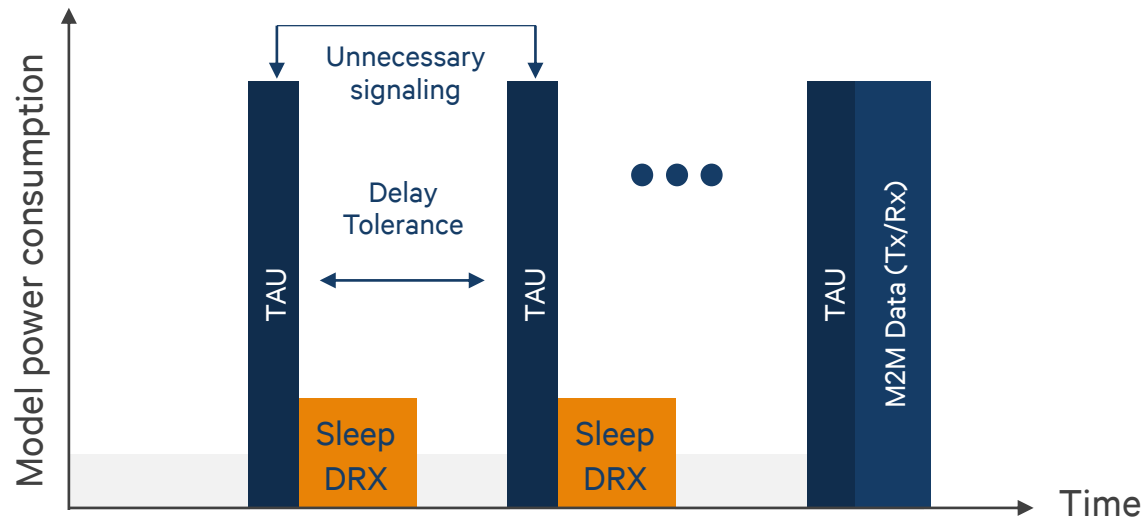 Model power consumption
Unnecessary
signaling
Delay
Tolerance
TAU
Sleep
DRX
TAU
Sleep
DRX
TAU
M2M Data (Tx/Rx)
Time